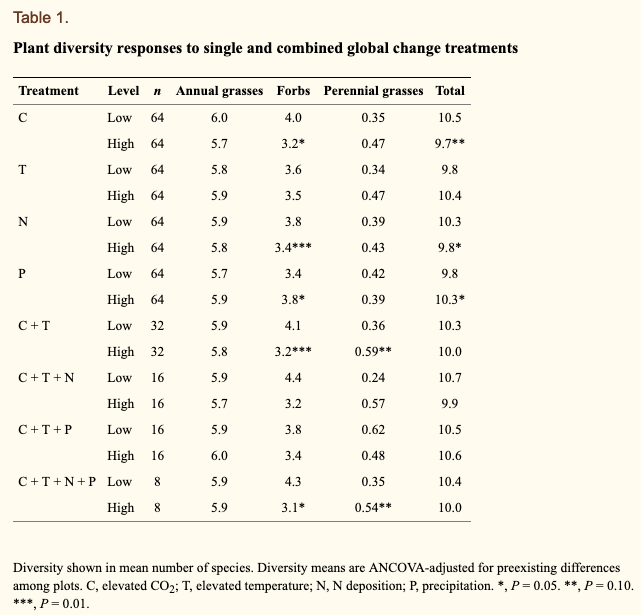 Table 1.
Plant diversity responses to single and combined global change treatments
Treatment Level n Annual grasses Forbs Perennial grasses Total
C Low 64 6.0 4.0 0.35 10.5
High 64 5.7 3.2* 0.47 9.7**
T Low 64 5.8 3.6 0.34 9.8
High 64 5.9 3.5 0.47 10.4
N Low 64 5.9 3.8 0.39 10.3
High 64 5.8 3.4*** 0.43 9.8*
P Low 64 5.7 3.4 0.42 9.8
High 64 5.9 3.8* 0.39 10.3*
C + T Low 32 5.9 4.1 0.36 10.3
High 32 5.8 3.2*** 0.59** 10.0
C + T + N Low 16 5.9 4.4 0.24 10.7
High 16 5.7 3.2 0.57 9.9
C + T + P Low 16 5.9 3.8 0.62 10.5
High 16 6.0 3.4 0.48 10.6
C + T + N + P Low 8 5.9 4.3 0.35 10.4
High 8 5.9 3.1* 0.54** 10.0
Diversity shown in mean number of species. Diversity means are ANCOVA-adjusted for preexisting differences
among plots. C, elevated CO2; T, elevated temperature; N, N deposition; P, precipitation. *, P = 0.05. **, P = 0.10.
***, P = 0.01.